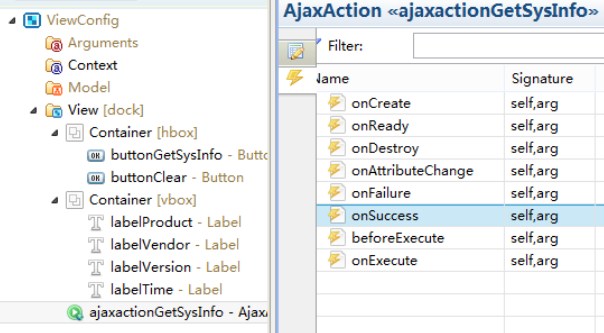 ViewConfig
Arguments
Context
Model
View [dock]
Container [hbox]
buttonGetSysInfo - Butto
buttonClear - Button
Container [vbox]
labelProduct - Label
labelVendor - Label
labelVersion - Label
labelTime - Label
ajaxactionGetSysInfo - AjaxA
AjaxAction «ajaxactionGetSysInfo»
Filter:
Name Signature
onCreate self,arg
onReady self,arg
onDestroy self,arg
onAttributeChange self,arg
onFailure self,arg
onSuccess self,arg
beforeExecute self,arg
onExecute self,arg